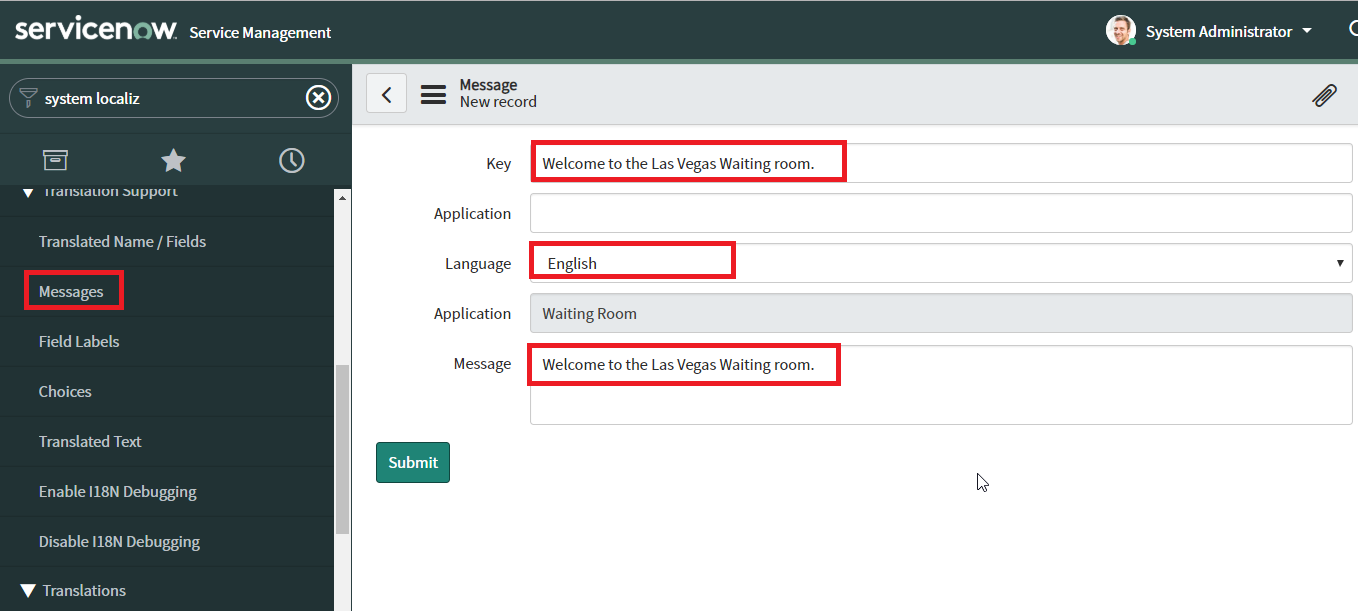 servicenow. Service Management
System Administrator
system localiz
Translation Support
Translated Name / Fields
Messages
Field Labels
Choices
Translated Text
Enable I18N Debugging
Disable I18N Debugging
Translations
Message
New record
Key Welcome to the Las Vegas Waiting room.
Application
Language English
Application Waiting Room
Message Welcome to the Las Vegas Waiting room.
Submit